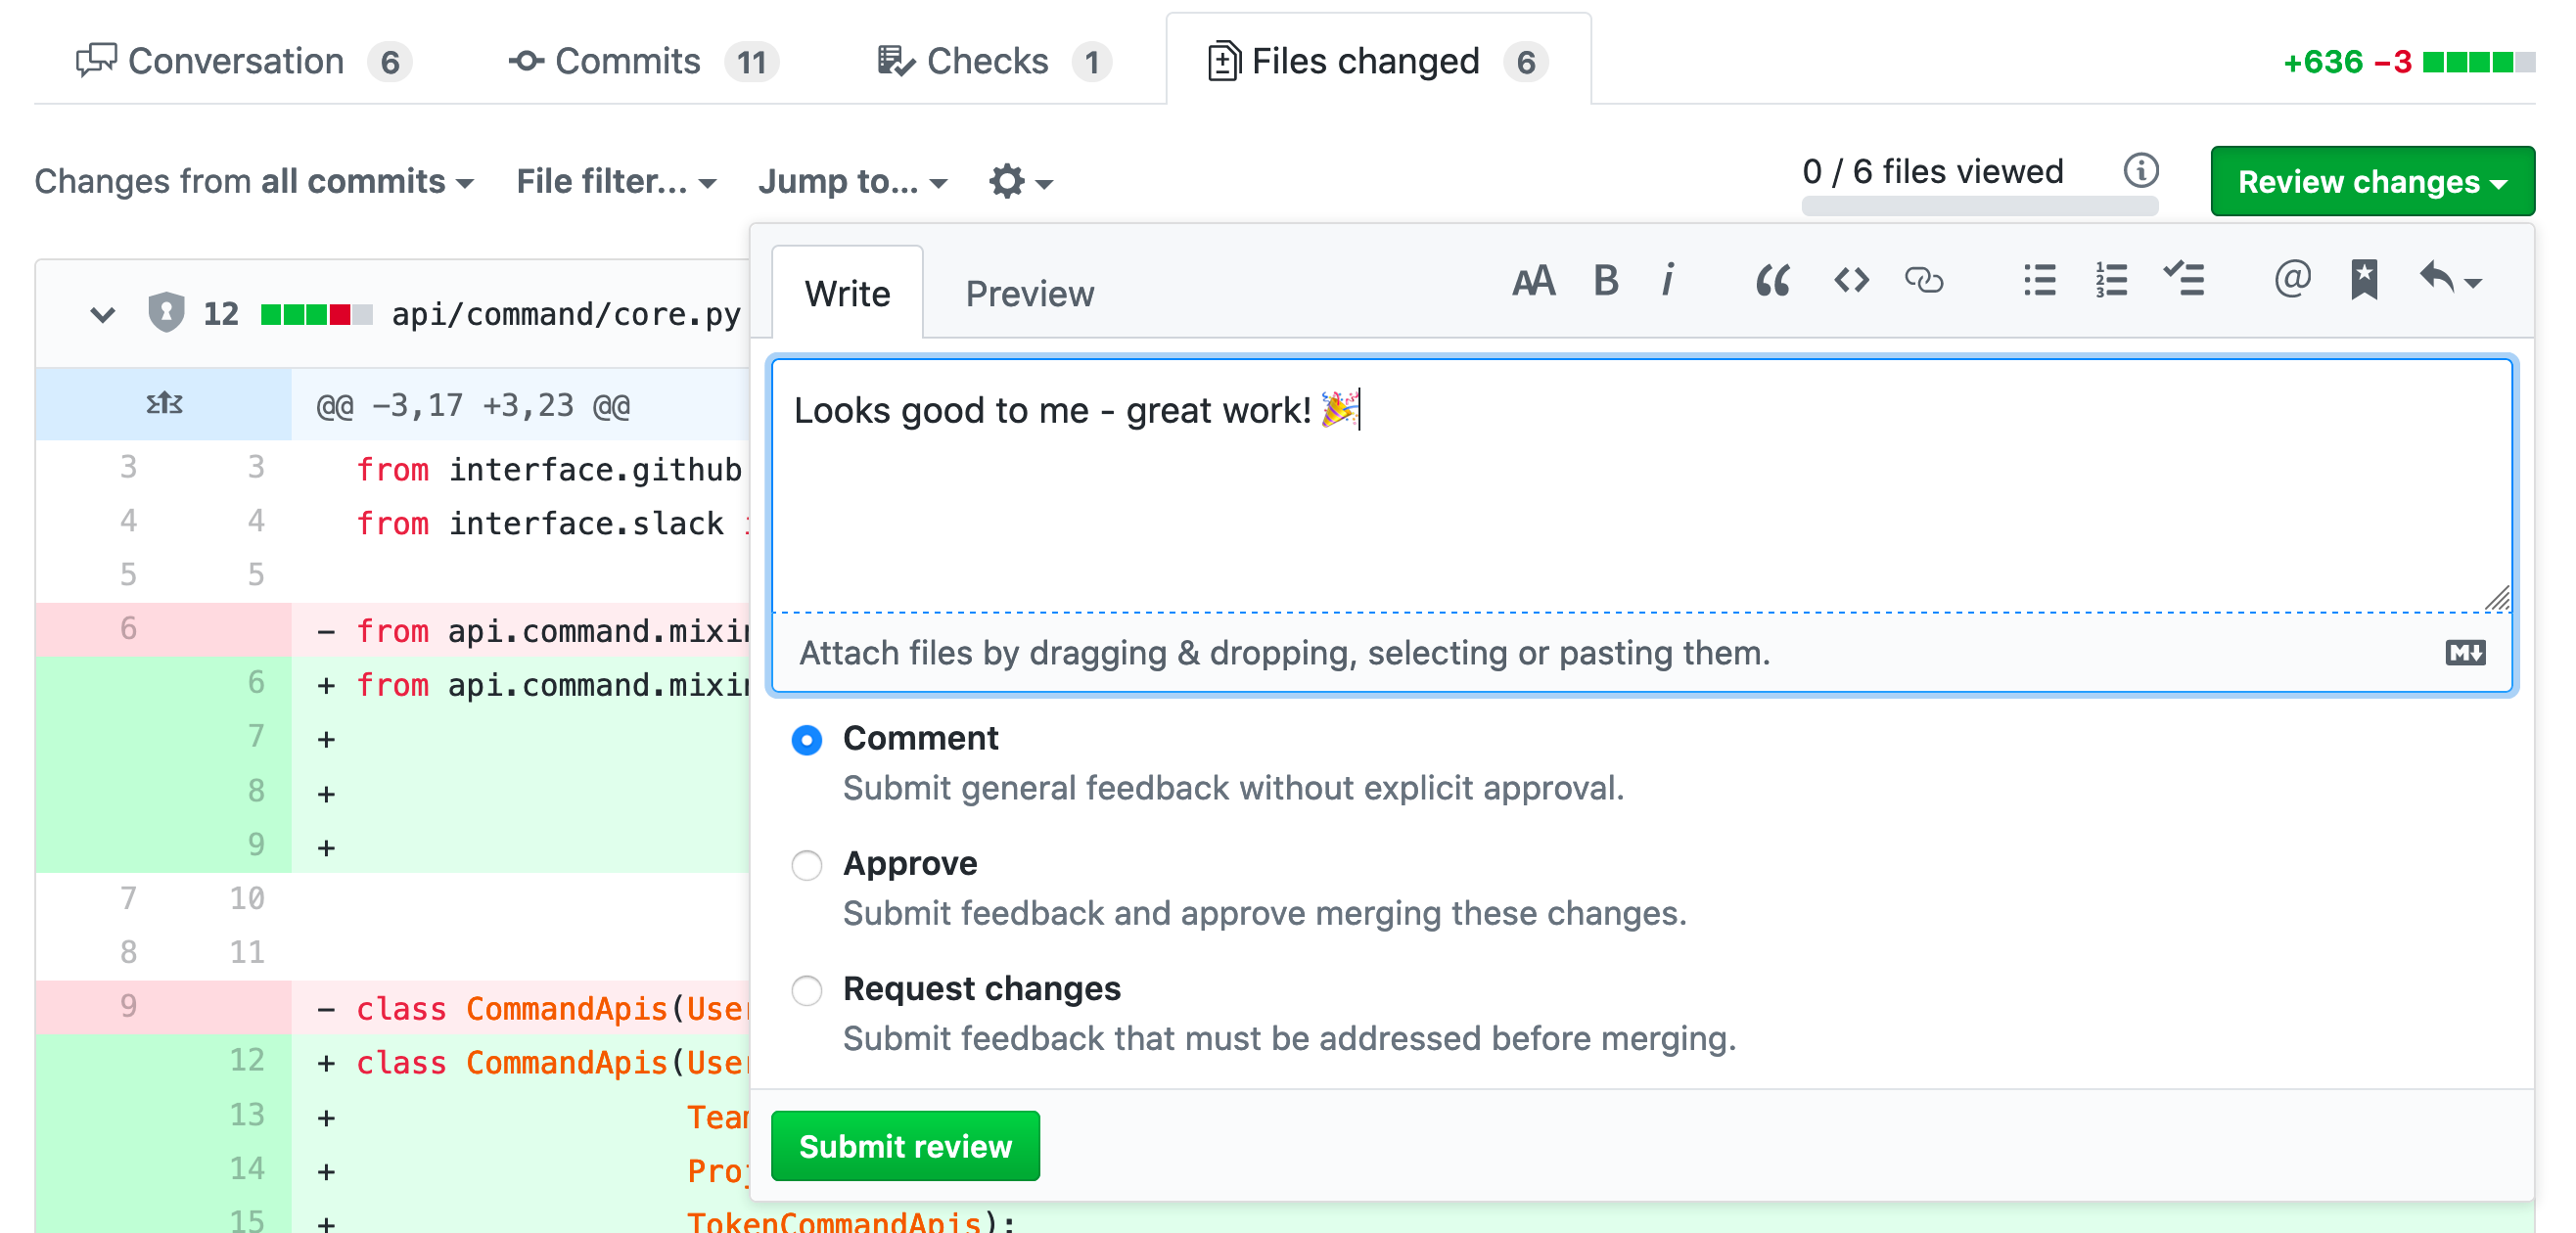 Conversation 6 Commits 11 Checks 1 Files changed 6 +636 −3
Changes from all commits File filter... Jump to... 0 / 6 files viewed Review changes
12 api/command/core.py
Write Preview
@@ -3,17 +3,23 @@
Looks good to me - great work! 🎉
3 3 from interface.github
4 4 from interface.slack
5 5
6 - from api.command.mixin
6 + from api.command.mixin
7 +
8 +
9 +
7 10
8 11
9 - class CommandApis(User
12 + class CommandApis(User
13 + Team
14 + Proj
15 + TokenCommandApis):
Attach files by dragging & dropping, selecting or pasting them.
Comment
Submit general feedback without explicit approval.
Approve
Submit feedback and approve merging these changes.
Request changes
Submit feedback that must be addressed before merging.
Submit review